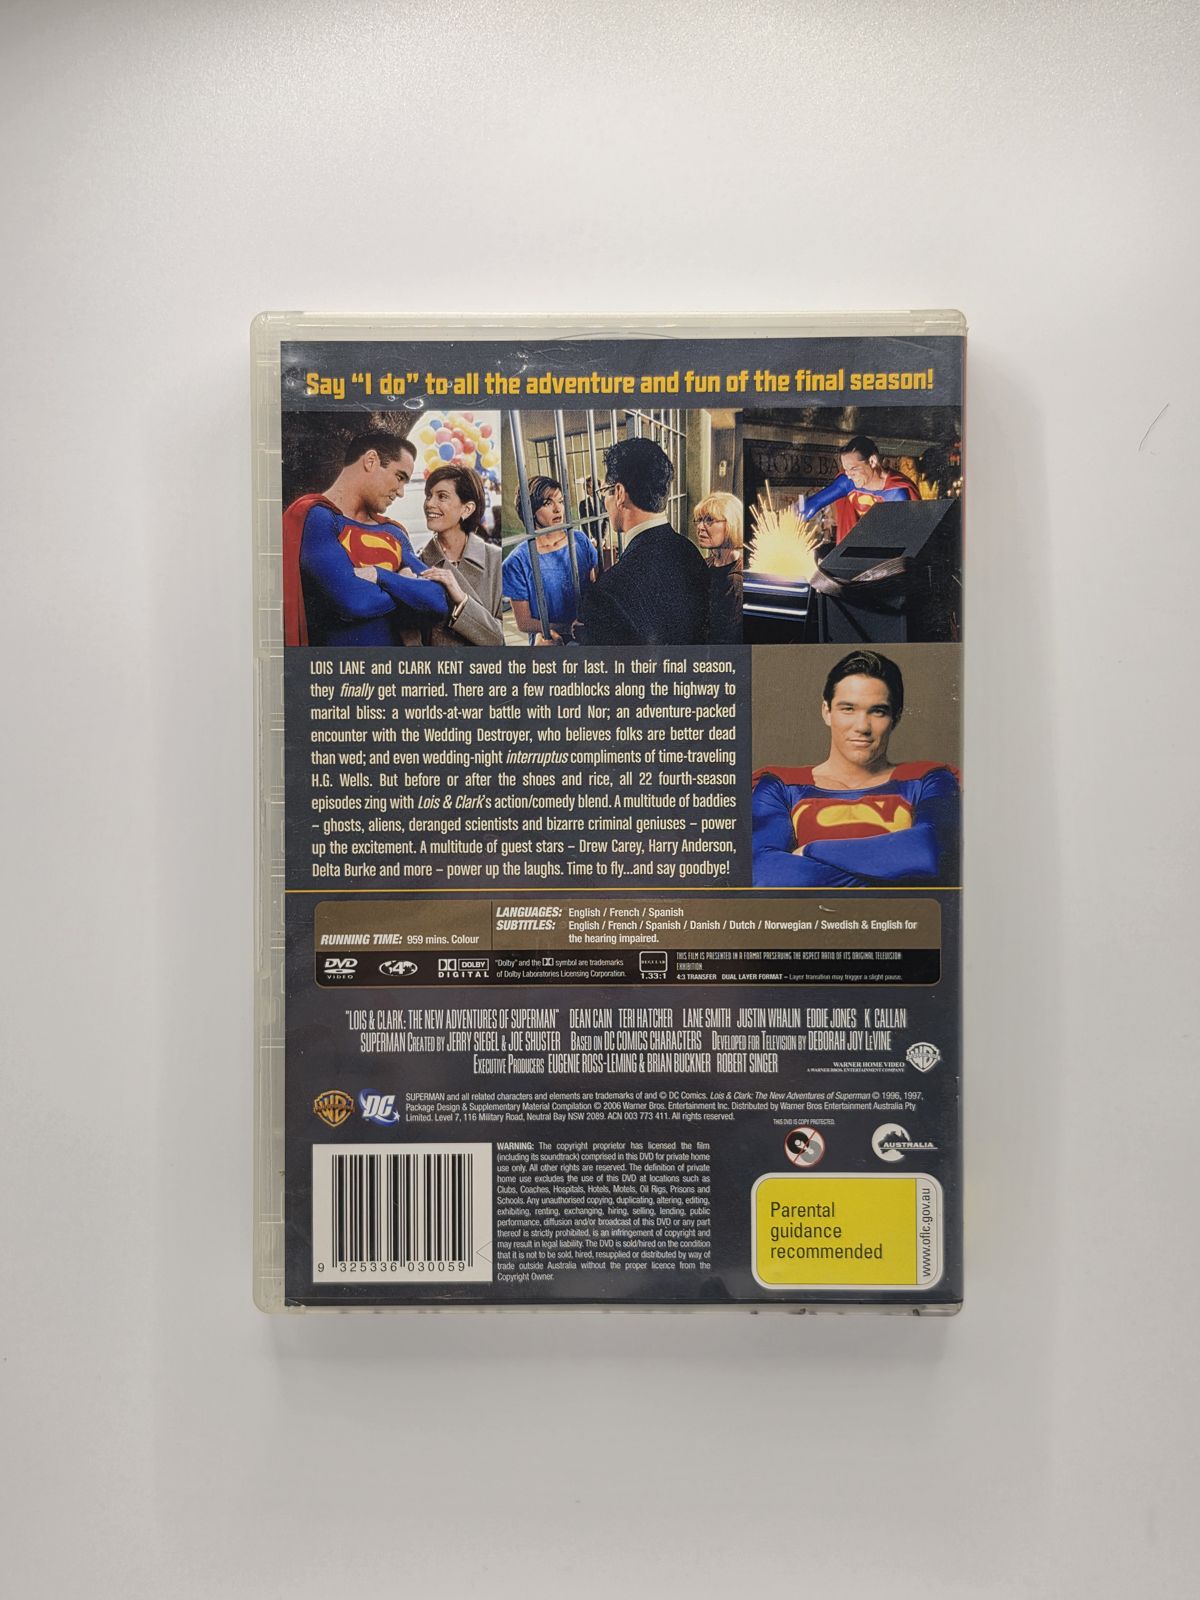 Say "I do" to all the adventure and fun of the final season!
HOB'S BA
LOIS LANE and CLARK KENT saved the best for last. In their final season,
they finally get married. There are a few roadblocks along the highway to
marital bliss: a worlds-at-war battle with Lord Nor; an adventure-packed
encounter with the Wedding Destroyer, who believes folks are better dead
than wed; and even wedding-night interruptus compliments of time-traveling
H.G. Wells. But before or after the shoes and rice, all 22 fourth-season
episodes zing with Lois & Clark's action/comedy blend. A multitude of baddies
– ghosts, aliens, deranged scientists and bizarre criminal geniuses – power
up the excitement. A multitude of guest stars – Drew Carey, Harry Anderson,
Delta Burke and more – power up the laughs. Time to fly...and say goodbye!
RUNNING TIME: 959 mins. Colour
LANGUAGES: English / French / Spanish
SUBTITLES: English / French / Spanish / Danish / Dutch / Norwegian / Swedish & English for
the hearing impaired.
DVD VIDEO
4
DOLBY DIGITAL
"Dolby" and the DD symbol are trademarks
of Dolby Laboratories Licensing Corporation.
REGULAR
1.33:1
THIS FILM IS PRESENTED IN A FORMAT PRESERVING THE ASPECT RATIO OF ITS ORIGINAL TELEVISION
EXHIBITION.
4:3 TRANSFER DUAL LAYER FORMAT – Layer transition may trigger a slight pause.
"LOIS & CLARK: THE NEW ADVENTURES OF SUPERMAN" DEAN CAIN TERI HATCHER LANE SMITH JUSTIN WHALIN EDDIE JONES K CALLAN
SUPERMAN CREATED BY JERRY SIEGEL & JOE SHUSTER BASED ON DC COMICS CHARACTERS DEVELOPED FOR TELEVISION BY DEBORAH JOY LeVINE
EXECUTIVE PRODUCERS EUGENIE ROSS-LEMING & BRIAN BUCKNER ROBERT SINGER
WARNER HOME VIDEO
A WARNER BROS. ENTERTAINMENT COMPANY
WB
DC
SUPERMAN and all related characters and elements are trademarks of and © DC Comics. Lois & Clark: The New Adventures of Superman © 1996, 1997,
Package Design & Supplementary Material Compilation © 2006 Warner Bros. Entertainment Inc. Distributed by Warner Bros Entertainment Australia Pty
Limited. Level 7, 116 Military Road, Neutral Bay NSW 2089. ACN 003 773 411. All rights reserved.
THIS DVD IS COPY PROTECTED.
AUSTRALIA
WARNING: The copyright proprietor has licensed the film
(including its soundtrack) comprised in this DVD for private home
use only. All other rights are reserved. The definition of private
home use excludes the use of this DVD at locations such as
Clubs, Coaches, Hospitals, Hotels, Motels, Oil Rigs, Prisons and
Schools. Any unauthorised copying, duplicating, altering, editing,
exhibiting, renting, exchanging, hiring, selling, lending, public
performance, diffusion and/or broadcast of this DVD or any part
thereof is strictly prohibited, is an infringement of copyright and
may result in legal liability. The DVD is sold/hired on the condition
that it is not to be sold, hired, resupplied or distributed by way of
trade outside Australia without the proper licence from the
Copyright Owner.
9 325336 030059
Parental
guidance
recommended
www.oflc.gov.au